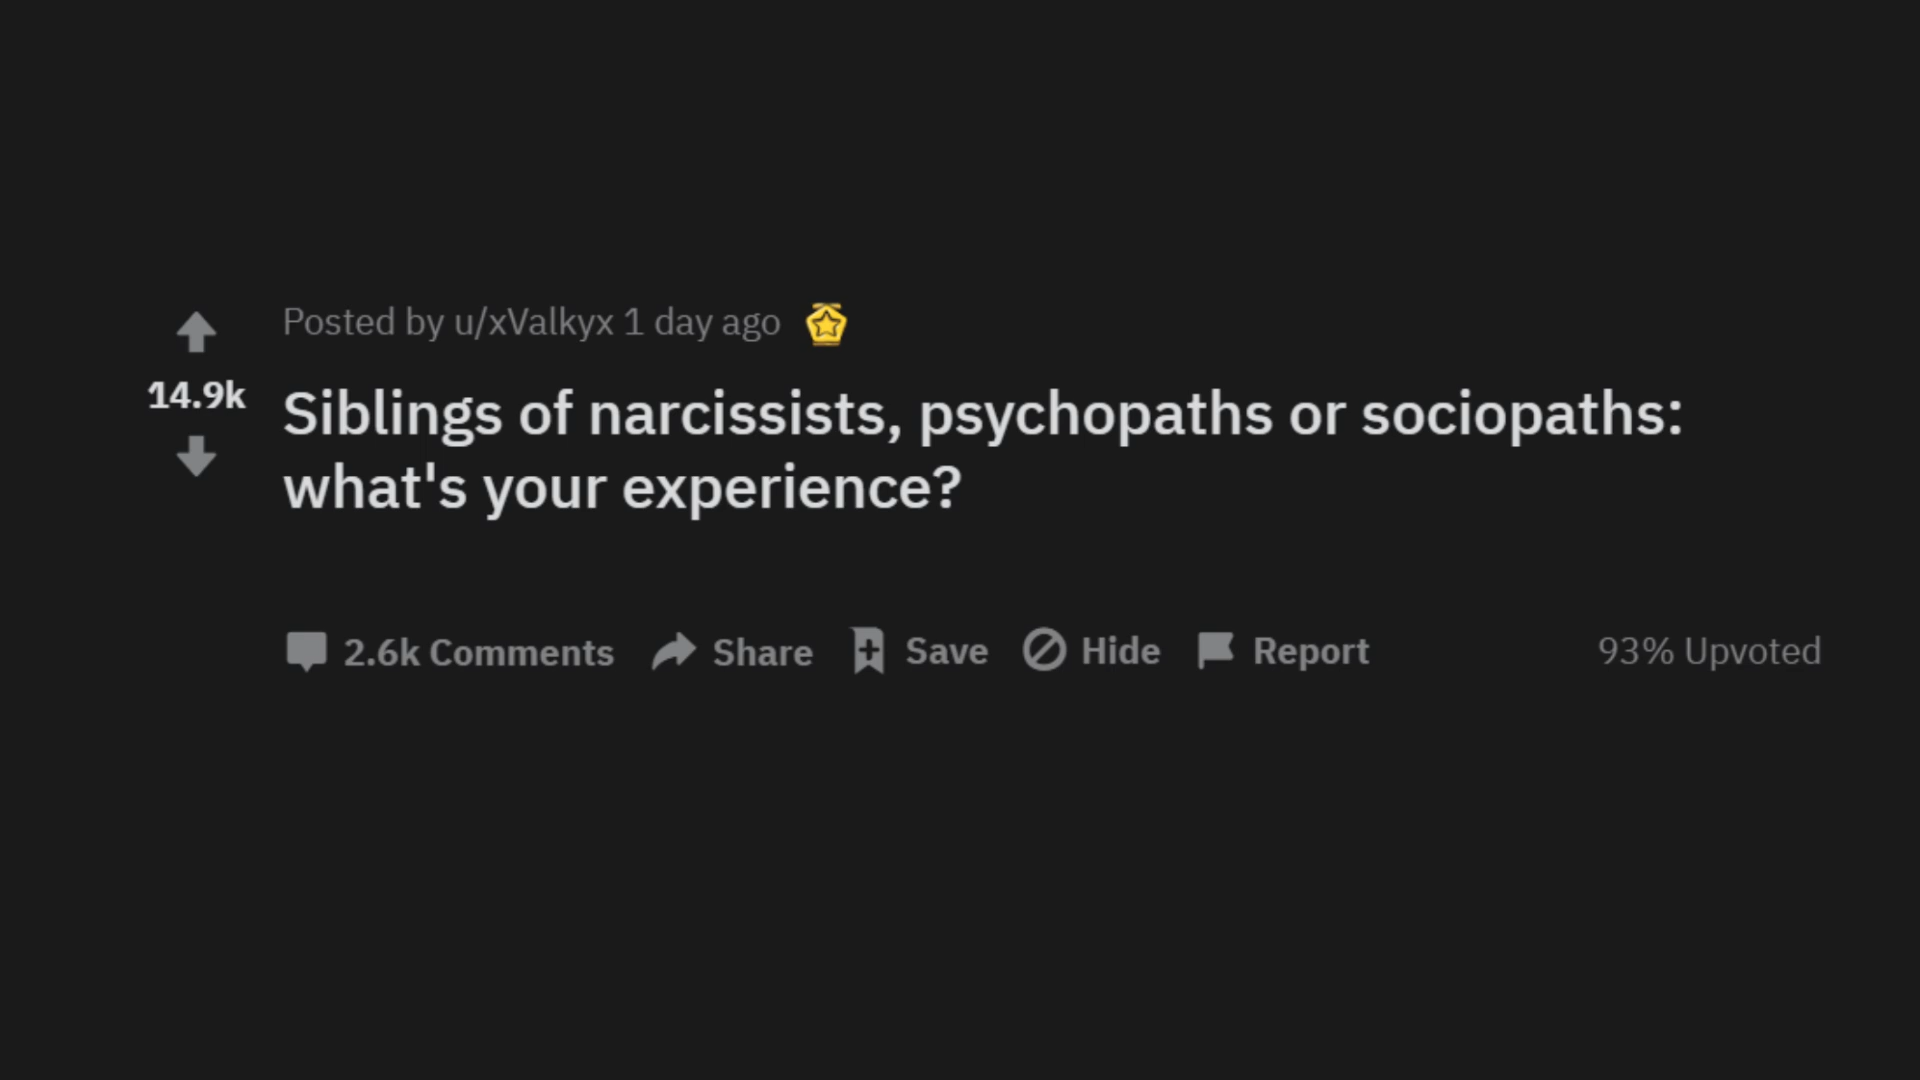 Posted by u/xValkyx 1 day ago
14.9k
Siblings of narcissists, psychopaths or sociopaths:
what's your experience?
2.6k Comments Share Save Hide Report 93% Upvoted